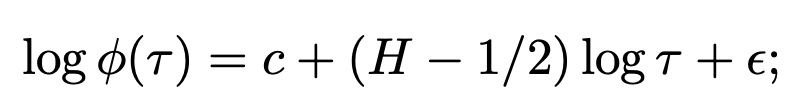 log ϕ(τ) = c + (H − 1/2) log τ + ϵ;